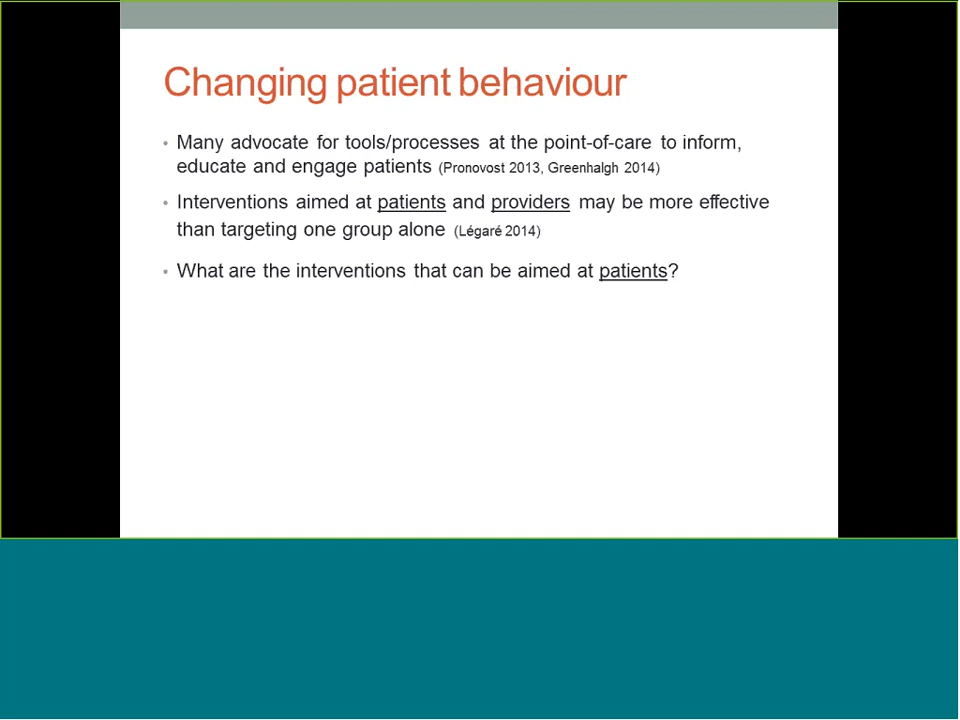 Changing patient behaviour
• Many advocate for tools/processes at the point-of-care to inform,
educate and engage patients (Pronovost 2013, Greenhalgh 2014)
• Interventions aimed at patients and providers may be more effective
than targeting one group alone (Légaré 2014)
• What are the interventions that can be aimed at patients?